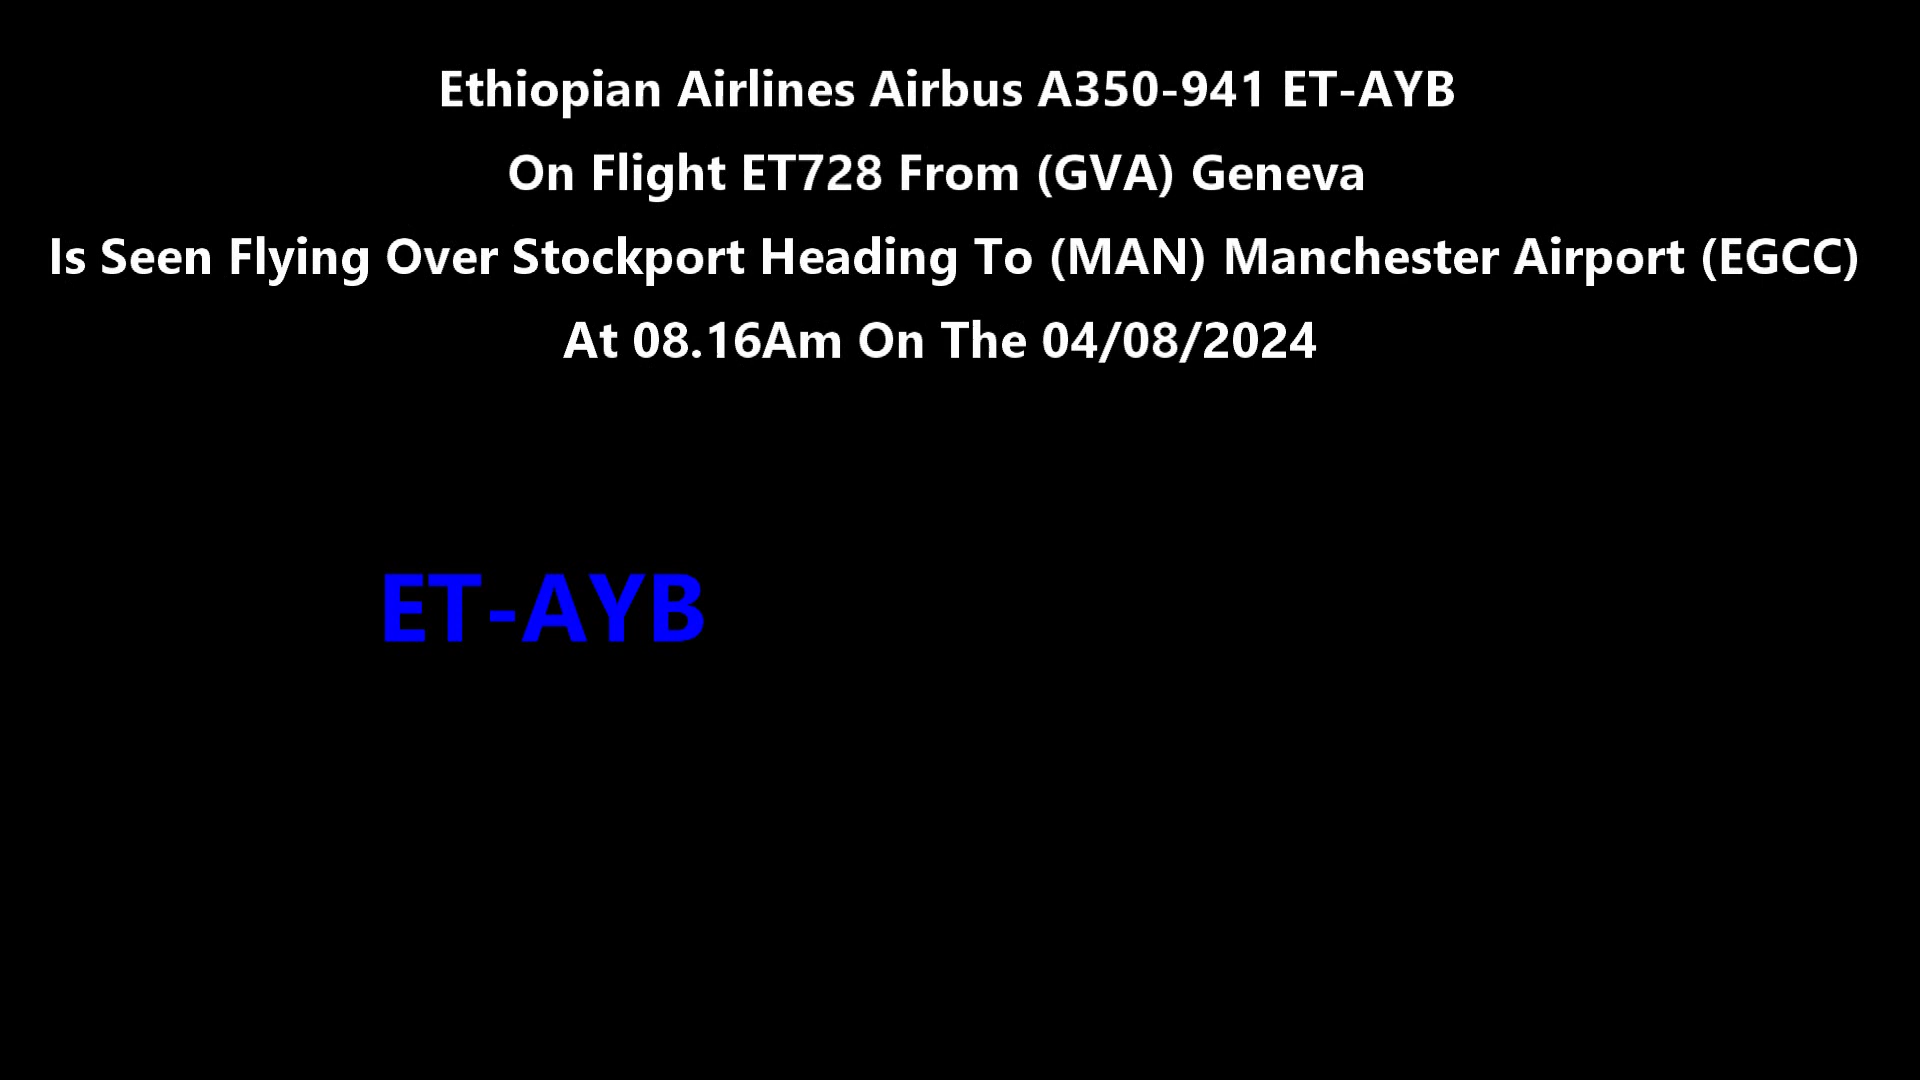 Ethiopian Airlines Airbus A350-941 ET-AYB
On Flight ET728 From (GVA) Geneva
Is Seen Flying Over Stockport Heading To (MAN) Manchester Airport (EGCC)
At 08.16Am On The 04/08/2024
ET-AYB